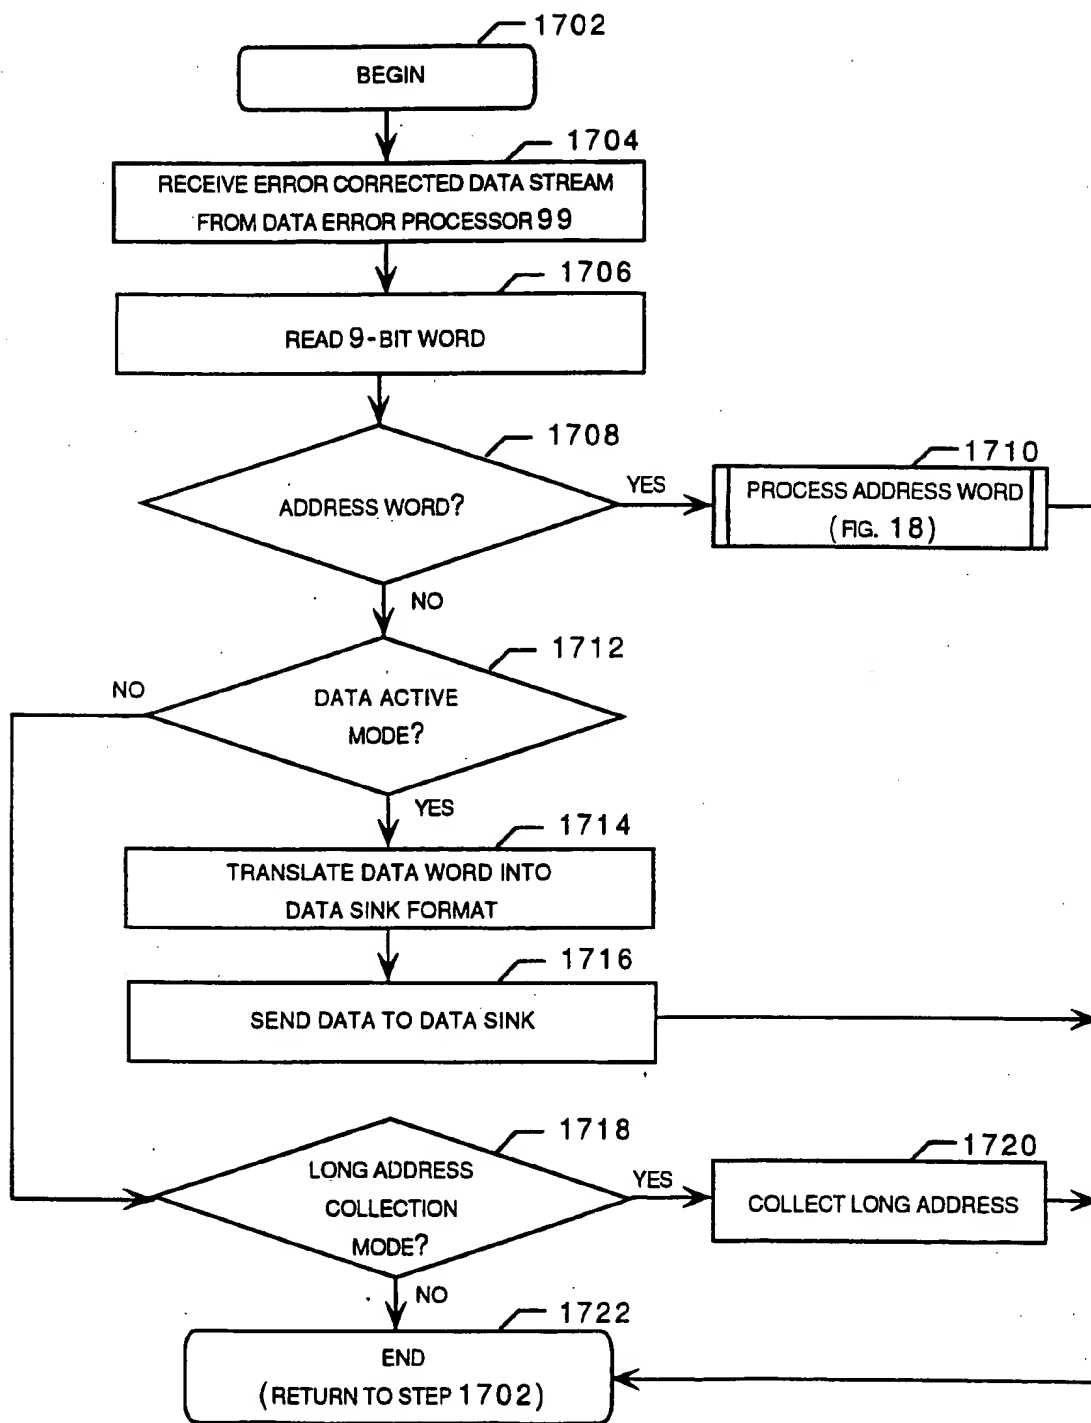 1702
BEGIN
1704
RECEIVE ERROR CORRECTED DATA STREAM
FROM DATA ERROR PROCESSOR 99
1706
READ 9-BIT WORD
1708
ADDRESS WORD?
YES
1710
PROCESS ADDRESS WORD
(FIG. 18)
NO
1712
NO
DATA ACTIVE
MODE?
YES
1714
TRANSLATE DATA WORD INTO
DATA SINK FORMAT
1716
SEND DATA TO DATA SINK
1718
LONG ADDRESS
COLLECTION
MODE?
YES
1720
COLLECT LONG ADDRESS
NO
1722
END
(RETURN TO STEP 1702)